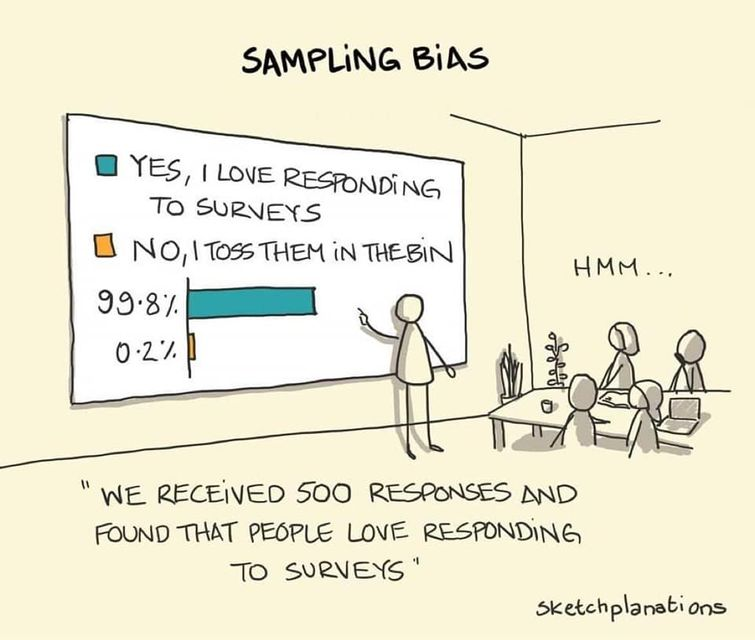 SAMPLING BIAS
YES, I LOVE RESPONDING
TO SURVEYS
NO, I TOSS THEM IN THE BIN
99.8%
0.2%
HMM...
"WE RECEIVED 500 RESPONSES AND
FOUND THAT PEOPLE LOVE RESPONDING
TO SURVEYS"
sketchplanations